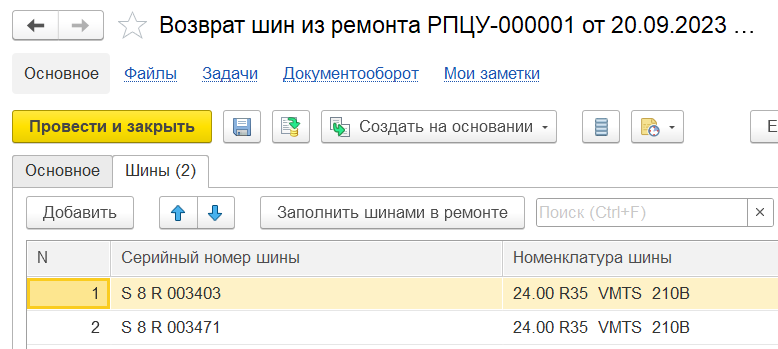 Возврат шин из ремонта РПЦУ-000001 от 20.09.2023 ...
Основное Файлы Задачи Документооборот Мои заметки
Провести и закрыть Создать на основании Е
Основное Шины (2)
Добавить Заполнить шинами в ремонте Поиск (Ctrl+F) ×
N Серийный номер шины Номенклатура шины
1 S 8 R 003403 24.00 R35 VMTS 210B
2 S 8 R 003471 24.00 R35 VMTS 210B